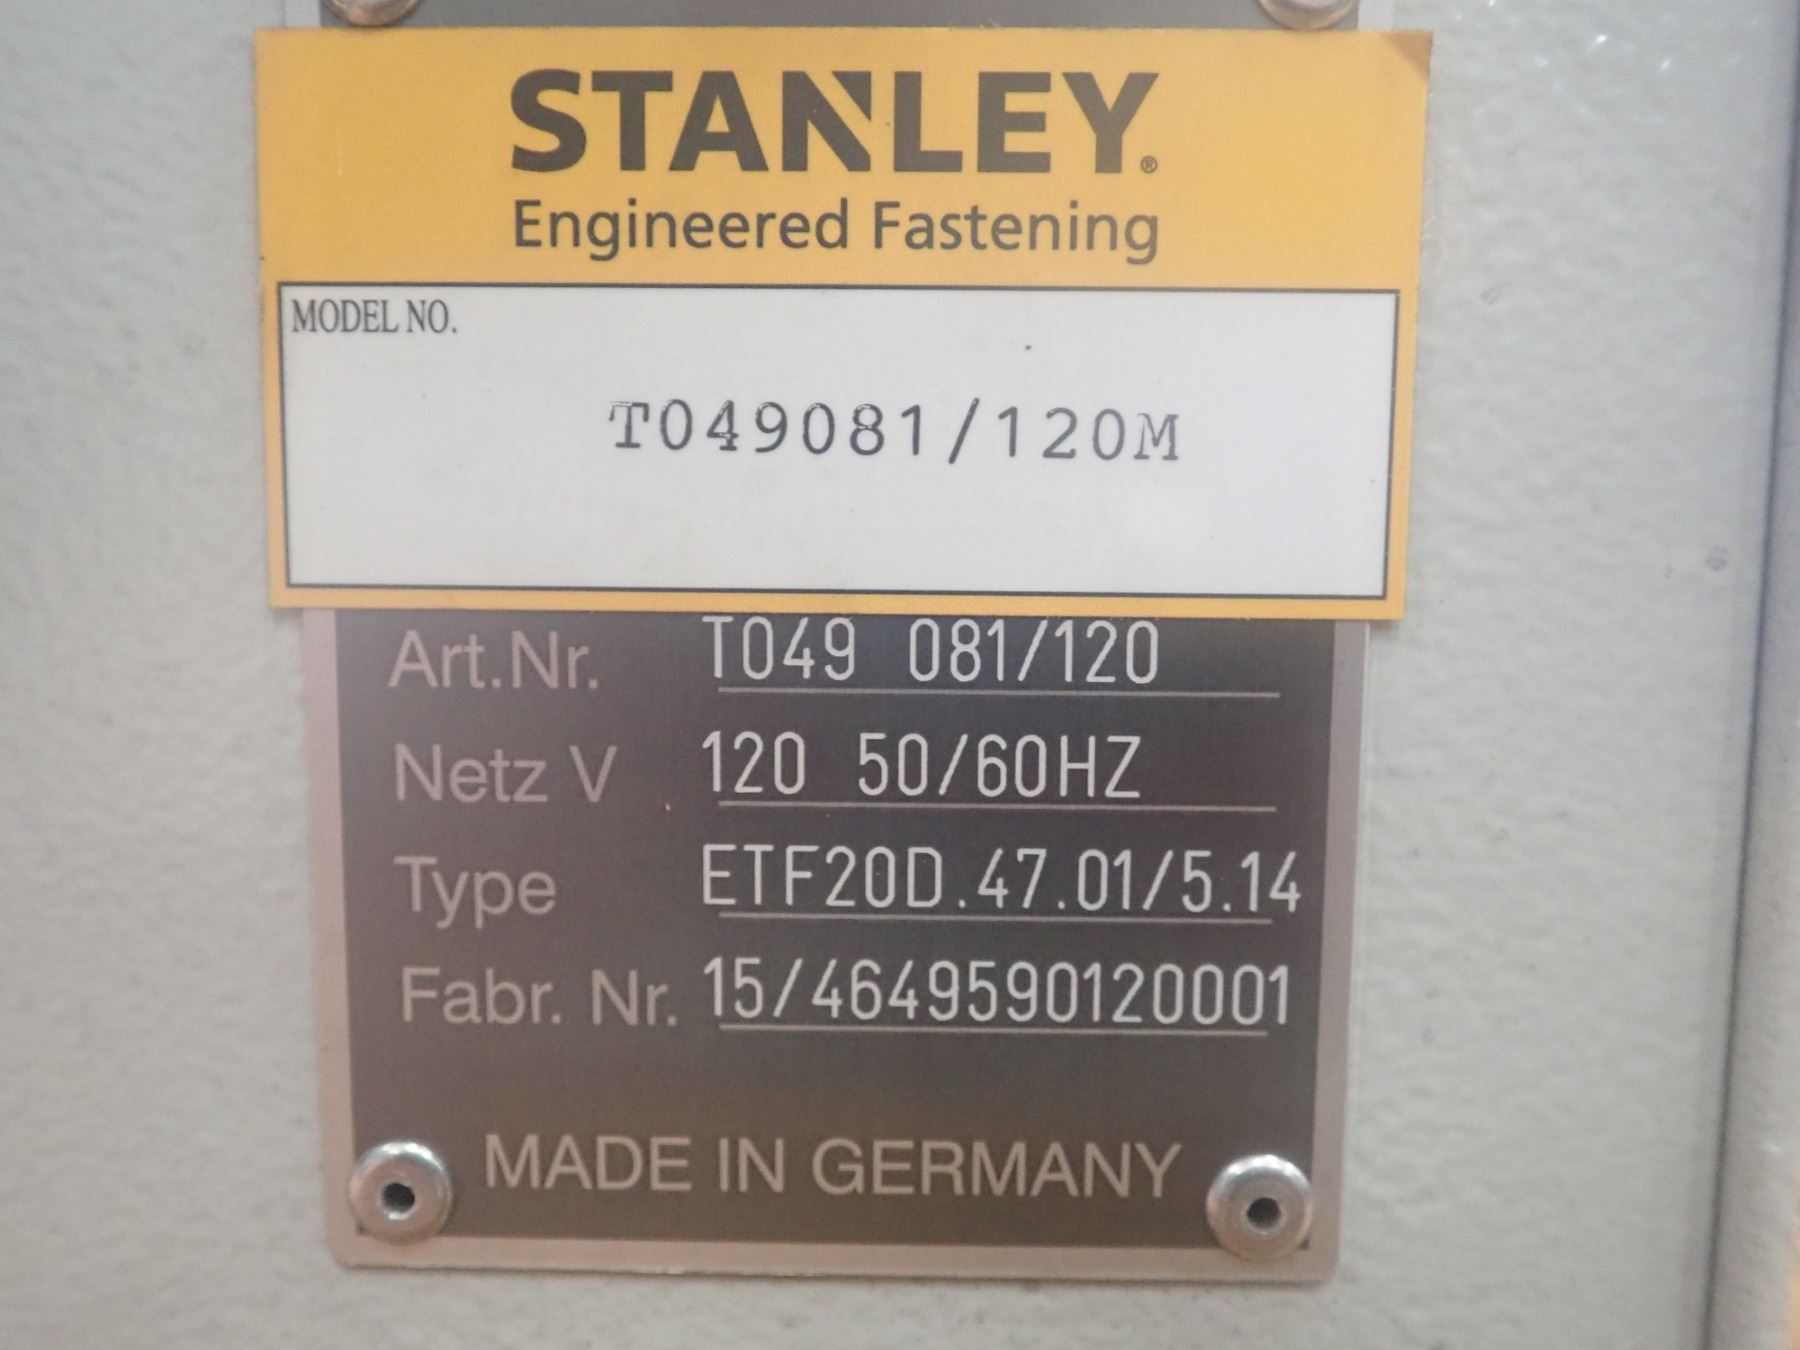 STANLEY®
Engineered Fastening
MODEL NO.
T049081/120M
Art.Nr. T049 081/120
Netz V 120 50/60HZ
Type ETF20D.47.01/5.14
Fabr. Nr. 15/4649590120001
MADE IN GERMANY